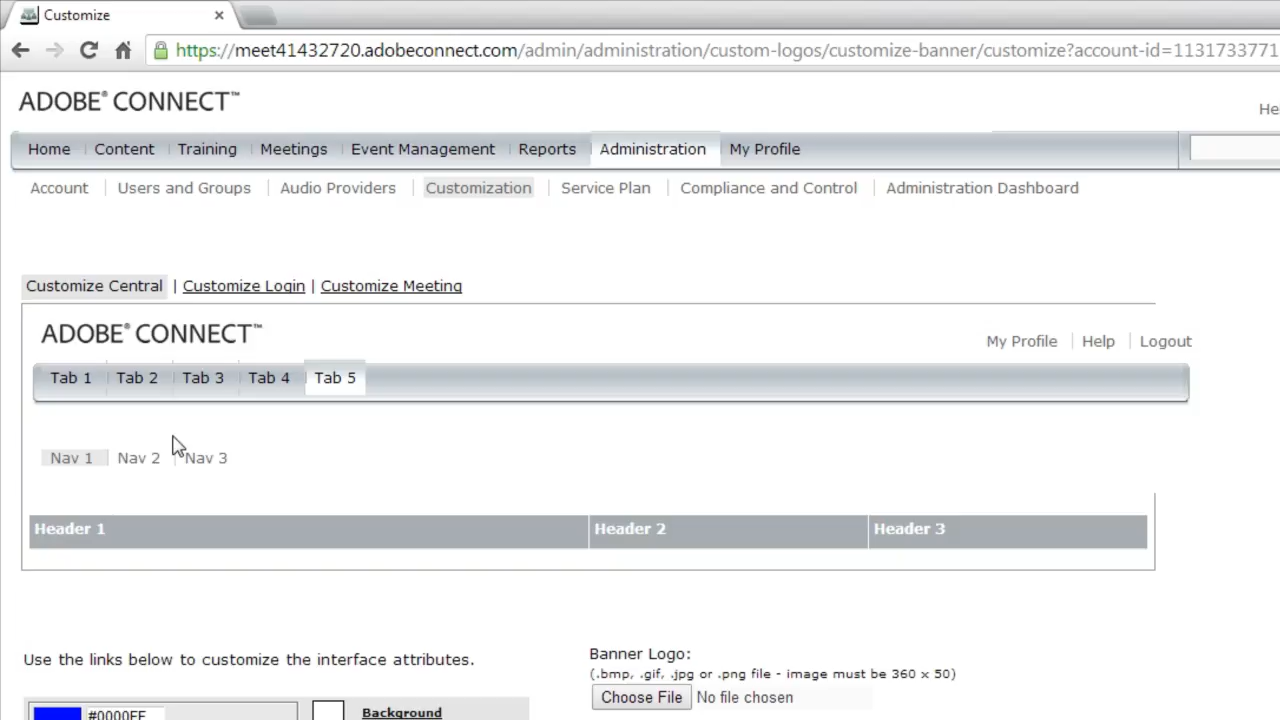 Customize
https://meet41432720.adobeconnect.com/admin/administration/custom-logos/customize-banner/customize?account-id=1131733771
ADOBE® CONNECT™
He
Home Content Training Meetings Event Management Reports Administration My Profile
Account Users and Groups Audio Providers Customization Service Plan Compliance and Control Administration Dashboard
Customize Central | Customize Login | Customize Meeting
ADOBE® CONNECT™
My Profile Help Logout
Tab 1 Tab 2 Tab 3 Tab 4 Tab 5
Nav 1 Nav 2 Nav 3
Header 1 Header 2 Header 3
Use the links below to customize the interface attributes.
Banner Logo:
(.bmp, .gif, .jpg or .png file - image must be 360 x 50)
Choose File No file chosen
#0000FF Background